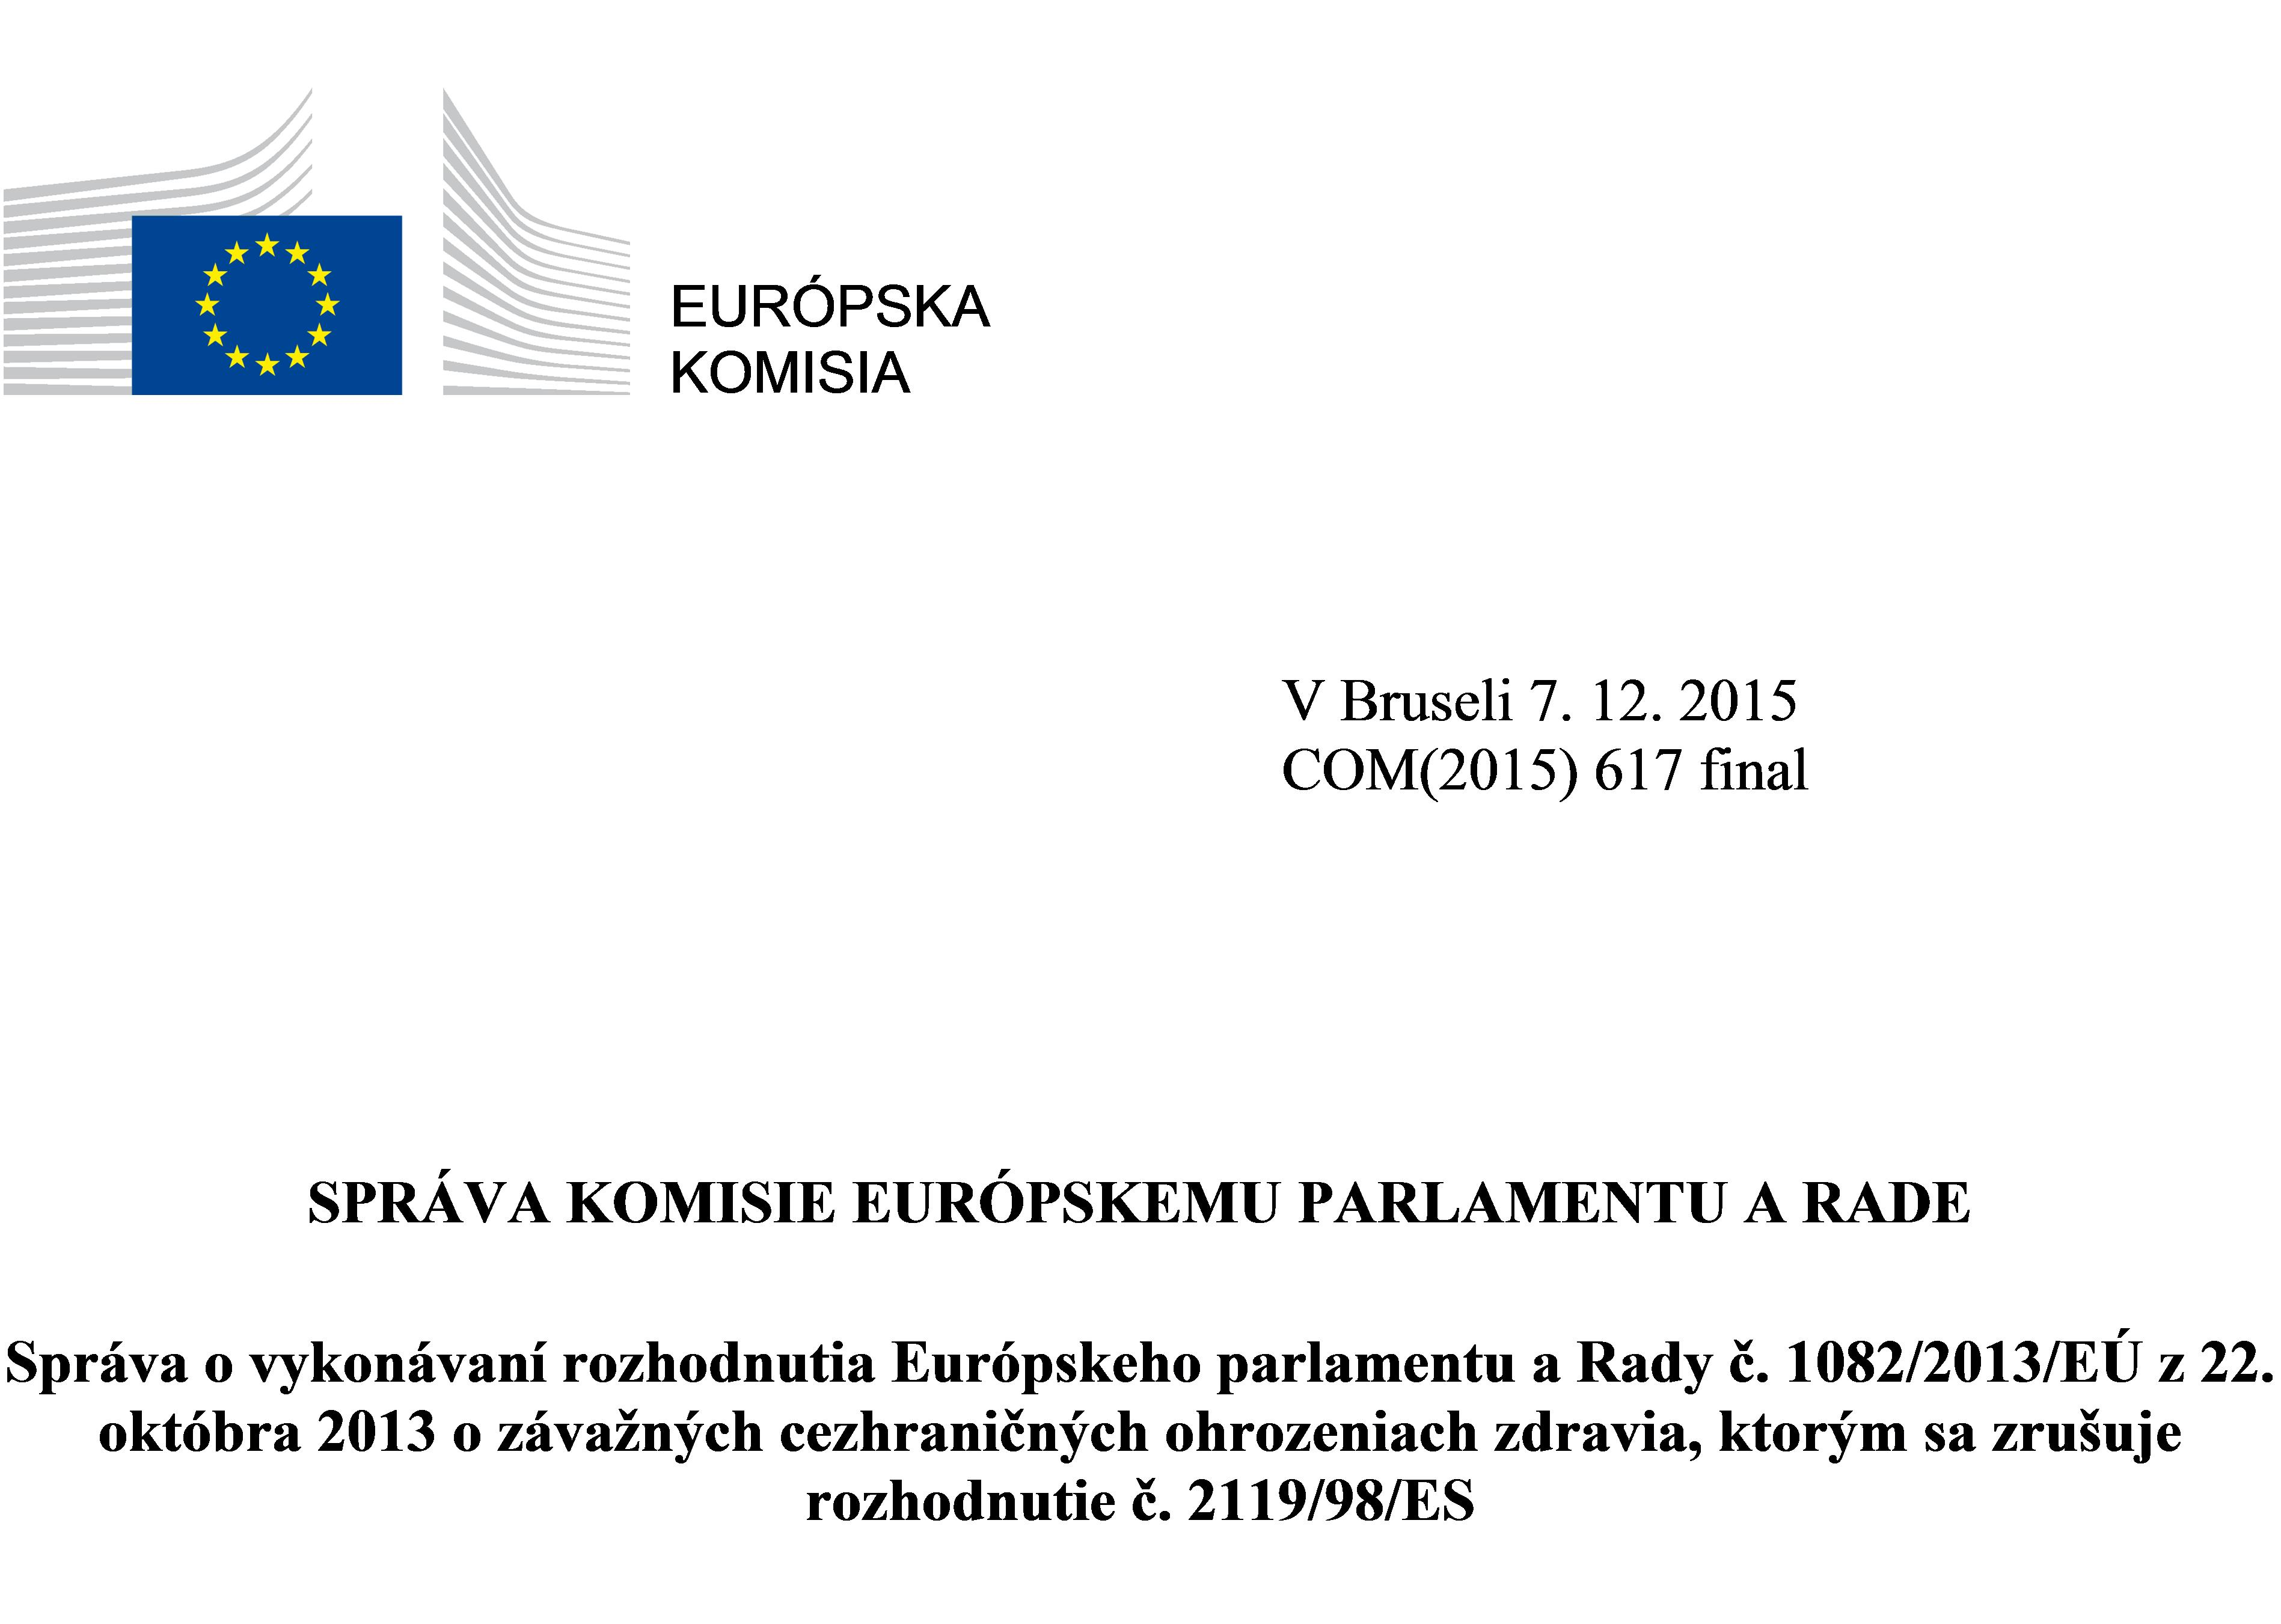 EURÓPSKA
KOMISIA
V Bruseli 7. 12. 2015
COM(2015) 617 final
SPRÁVA KOMISIE EURÓPSKEMU PARLAMENTU A RADE
Správa o vykonávaní rozhodnutia Európskeho parlamentu a Rady č. 1082/2013/EÚ z 22.
októbra 2013 o závažných cezhraničných ohrozeniach zdravia, ktorým sa zrušuje
rozhodnutie č. 2119/98/ES